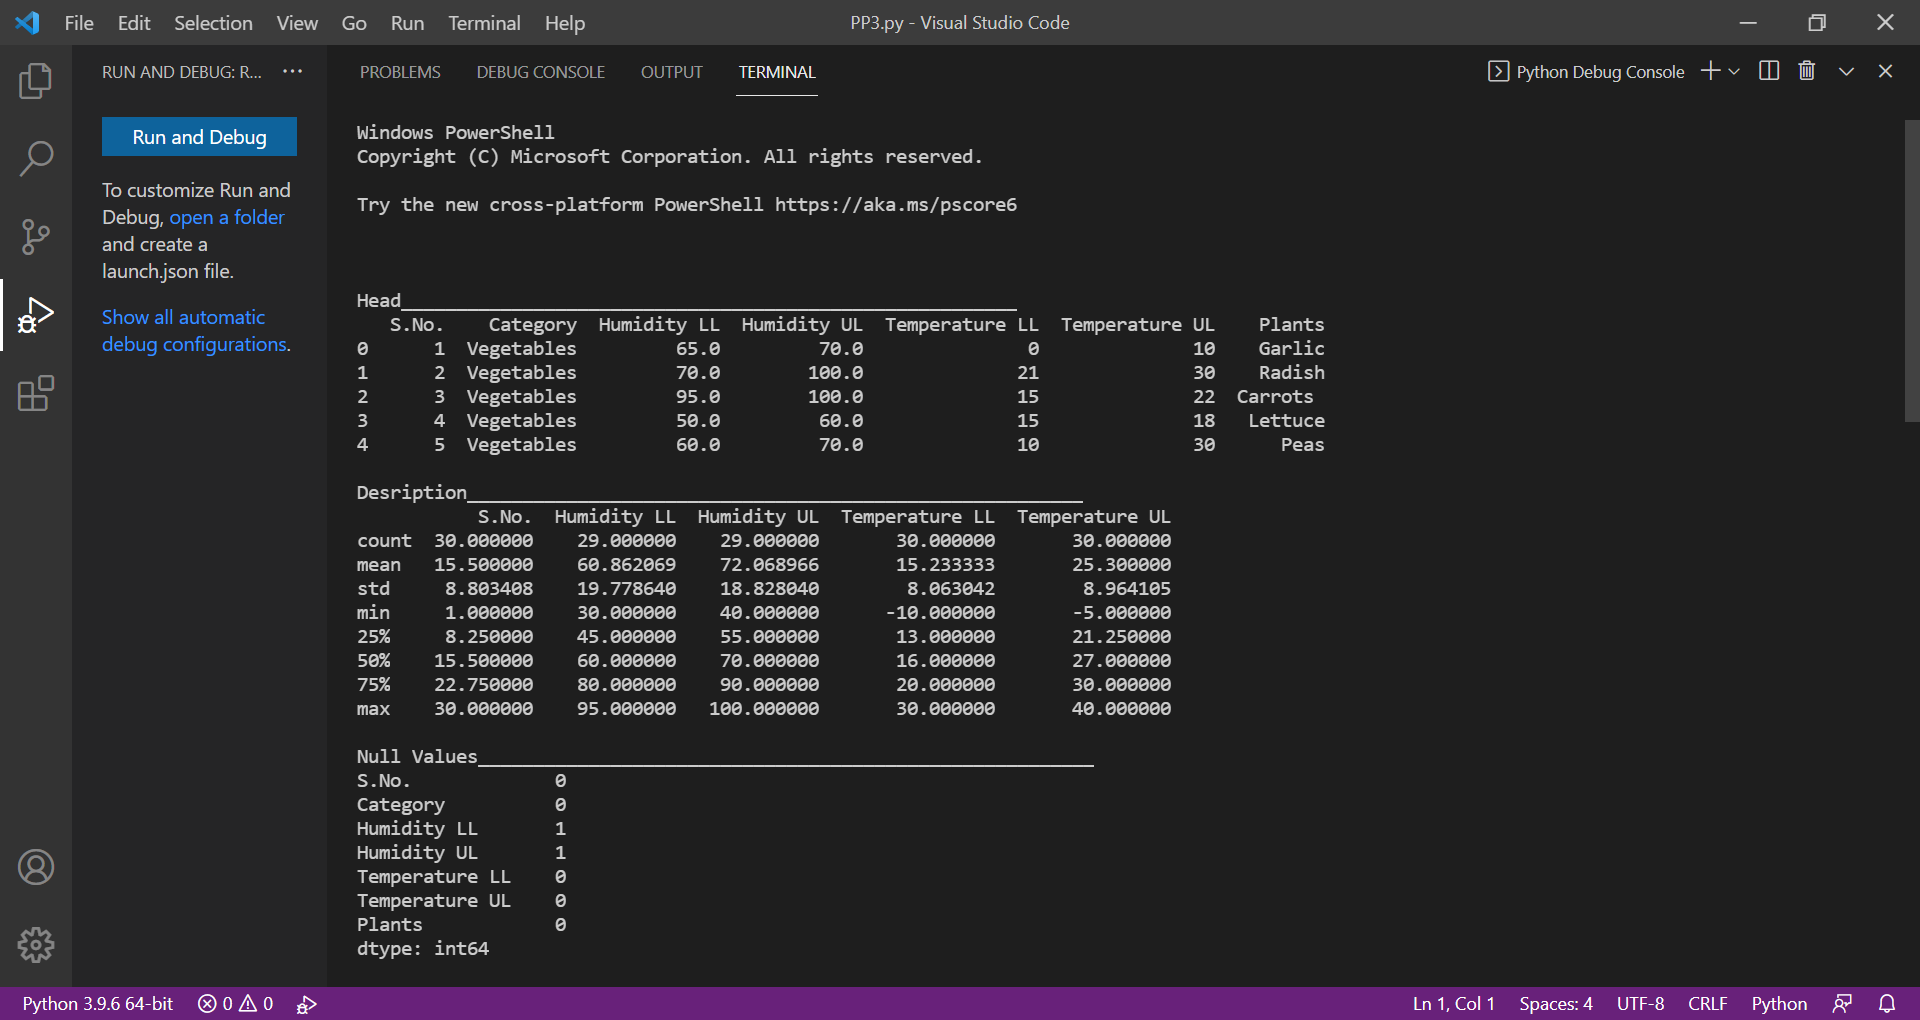 File Edit Selection View Go Run Terminal Help
PP3.py - Visual Studio Code
RUN AND DEBUG: R... ···
Run and Debug
To customize Run and
Debug, open a folder
and create a
launch.json file.
Show all automatic
debug configurations.
PROBLEMS DEBUG CONSOLE OUTPUT TERMINAL
Python Debug Console
Windows PowerShell
Copyright (C) Microsoft Corporation. All rights reserved.
Try the new cross-platform PowerShell https://aka.ms/pscore6
Head________________________________________________________
   S.No.    Category  Humidity LL  Humidity UL  Temperature LL  Temperature UL    Plants
0      1  Vegetables         65.0         70.0               0              10    Garlic
1      2  Vegetables         70.0        100.0              21              30    Radish
2      3  Vegetables         95.0        100.0              15              22  Carrots
3      4  Vegetables         50.0         60.0              15              18   Lettuce
4      5  Vegetables         60.0         70.0              10              30      Peas
Desription________________________________________________________
           S.No.  Humidity LL  Humidity UL  Temperature LL  Temperature UL
count  30.000000    29.000000    29.000000       30.000000       30.000000
mean   15.500000    60.862069    72.068966       15.233333       25.300000
std     8.803408    19.778640    18.828040        8.063042        8.964105
min     1.000000    30.000000    40.000000      -10.000000       -5.000000
25%     8.250000    45.000000    55.000000       13.000000       21.250000
50%    15.500000    60.000000    70.000000       16.000000       27.000000
75%    22.750000    80.000000    90.000000       20.000000       30.000000
max    30.000000    95.000000   100.000000       30.000000       40.000000
Null Values________________________________________________________
S.No.             0
Category          0
Humidity LL       1
Humidity UL       1
Temperature LL    0
Temperature UL    0
Plants            0
dtype: int64
Python 3.9.6 64-bit 0 0
Ln 1, Col 1 Spaces: 4 UTF-8 CRLF Python